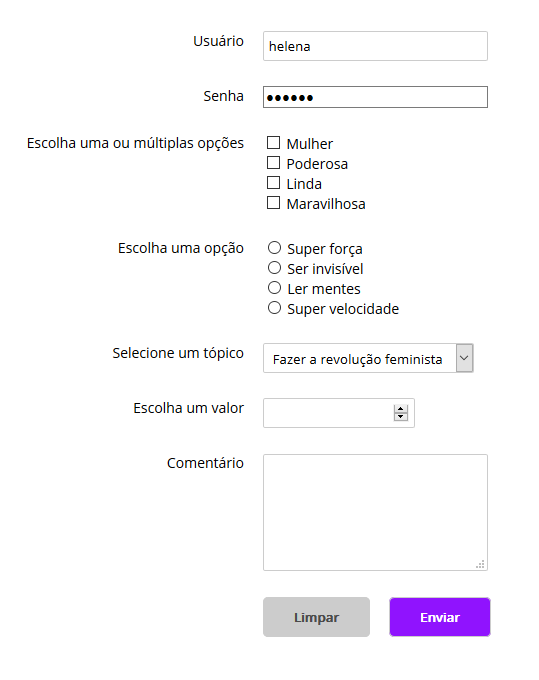 Usuário
helena
Senha
••••••
Escolha uma ou múltiplas opções
Mulher
Poderosa
Linda
Maravilhosa
Escolha uma opção
Super força
Ser invisível
Ler mentes
Super velocidade
Selecione um tópico
Fazer a revolução feminista
Escolha um valor
Comentário
Limpar
Enviar